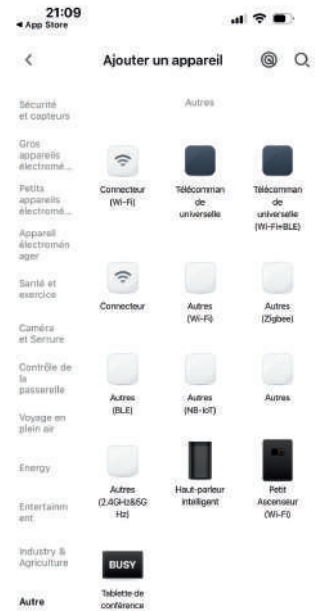 21:09
App Store
Ajouter un appareil
Sécurité
et capteurs
Gros
appareils
électromé...
Petits
appareils
électromé...
Appareil
électromén
ager
Santé et
exercice
Caméra
et Serrure
Contrôle de
la
passerelle
Voyage en
plein air
Energy
Entertainm
ent
Industry &
Agriculture
Autre
Autres
Connecteur
(Wi-Fi)
Télécomman
de
universelle
Télécomman
de
universelle
(Wi-Fi+BLE)
Connecteur
Autres
(Wi-Fi)
Autres
(Zigbee)
Autres
(BLE)
Autres
(NB-IoT)
Autres
Autres
(2.4GHz&5G
Hz)
Haut-parleur
intelligent
Petit
Ascenseur
(Wi-Fi)
BUSY
Tablette de
conférence